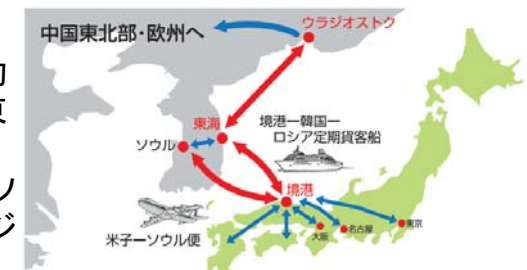 中国東北部・欧州へ
ウラジオストク
東海
ソウル
境港ー韓国ー
ロシア定期貨客船
境港
米子ーソウル便
大阪
名古屋
東京
ソ
ジ